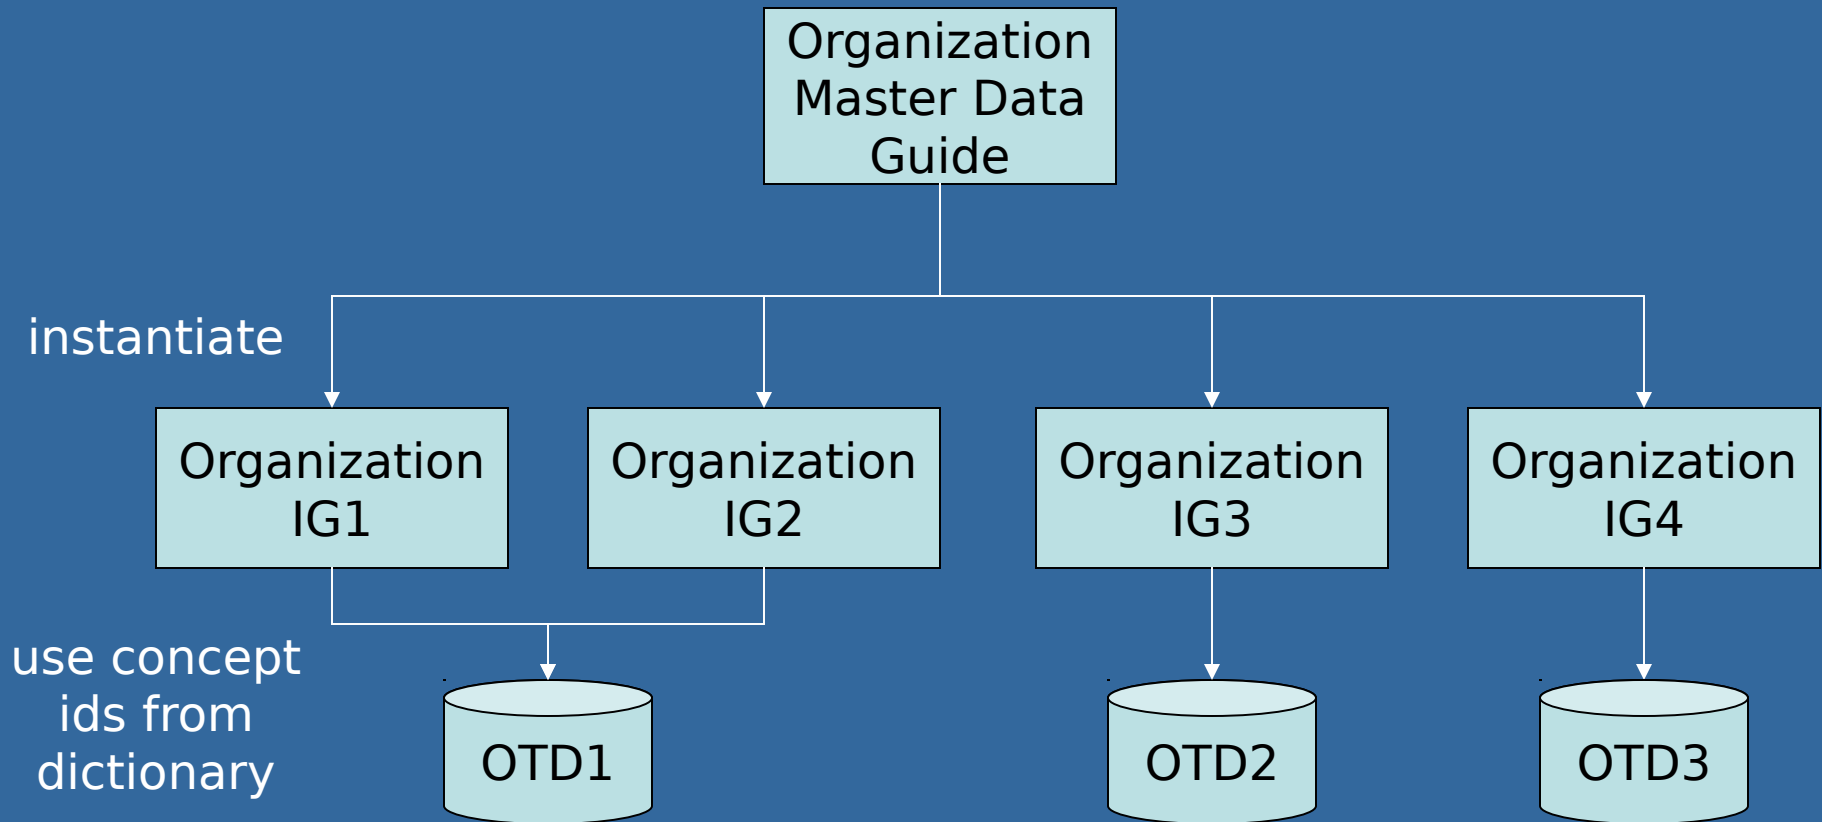 Organization
Master Data
Guide
instantiate
Organization
IG1
Organization
IG2
Organization
IG3
Organization
IG4
use concept
ids from
dictionary
OTD1
OTD2
OTD3